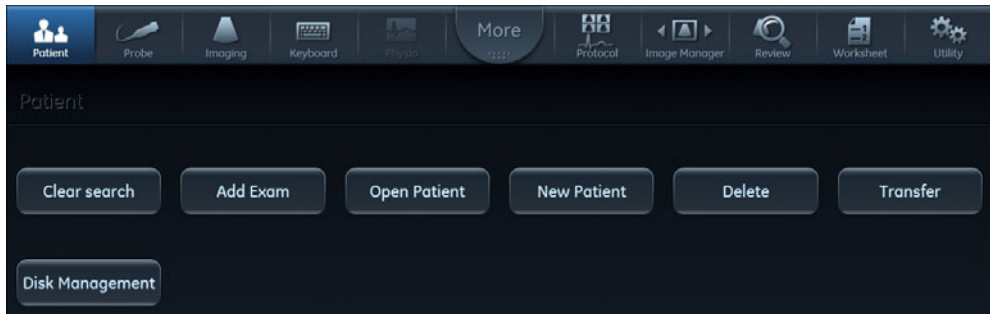 Patient Probe Imaging Keyboard Physio More Protocol Image Manager Review Worksheet Utility
Patient
Clear search Add Exam Open Patient New Patient Delete Transfer
Disk Management